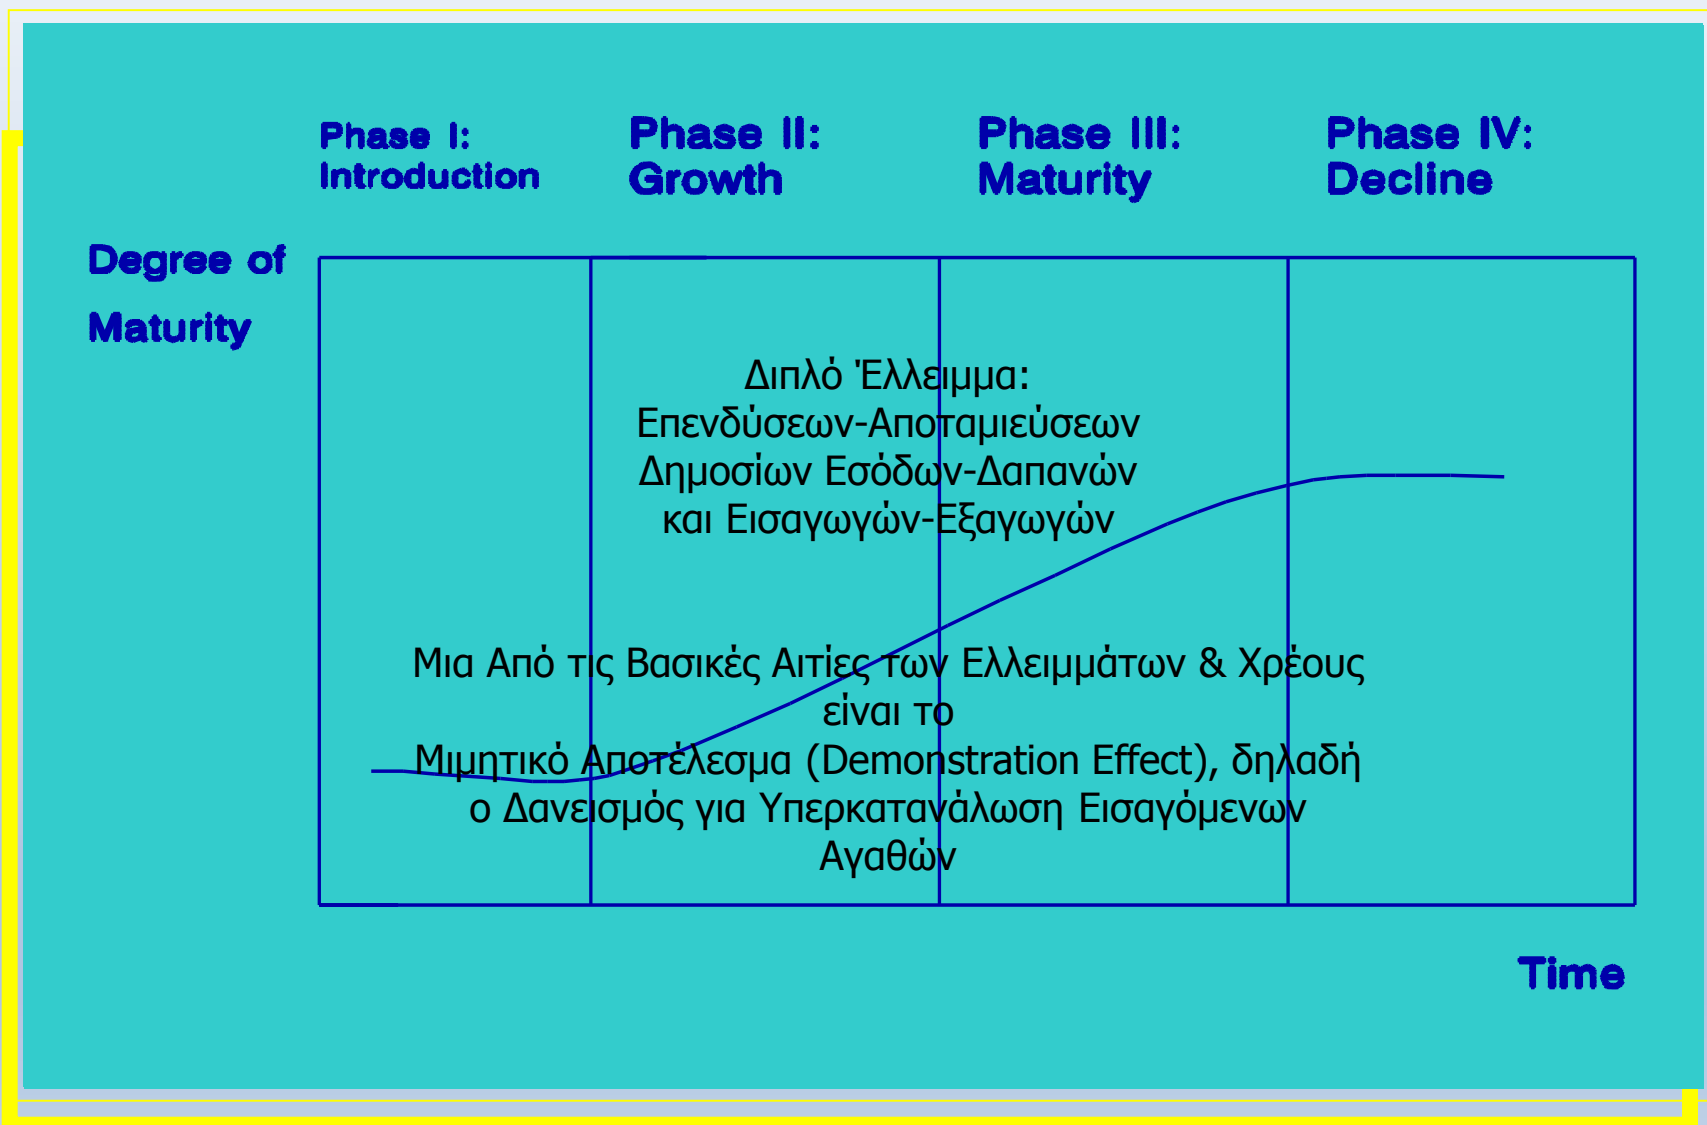 Phase I:
Introduction
Phase II:
Growth
Phase III:
Maturity
Phase IV:
Decline
Degree of
Maturity
Διπλό Έλλειμμα:
Επενδύσεων-Αποταμιεύσεων
Δημοσίων Εσόδων-Δαπανών
και Εισαγωγών-Εξαγωγών
Μια Από τις Βασικές Αιτίες των Ελλειμμάτων & Χρέους
είναι το
Μιμητικό Αποτέλεσμα (Demonstration Effect), δηλαδή
ο Δανεισμός για Υπερκατανάλωση Εισαγόμενων
Αγαθών
Time